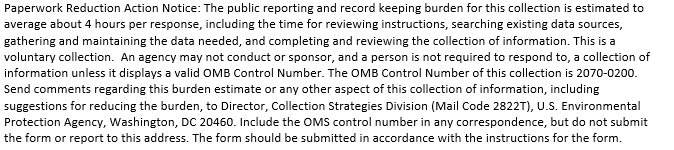 Paperwork Reduction Action Notice: The public reporting and record keeping burden for this collection is estimated to
average about 4 hours per response, including the time for reviewing instructions, searching existing data sources,
gathering and maintaining the data needed, and completing and reviewing the collection of information. This is a
voluntary collection.  An agency may not conduct or sponsor, and a person is not required to respond to, a collection of
information unless it displays a valid OMB Control Number. The OMB Control Number of this collection is 2070-0200.
Send comments regarding this burden estimate or any other aspect of this collection of information, including
suggestions for reducing the burden, to Director, Collection Strategies Division (Mail Code 2822T), U.S. Environmental
Protection Agency, Washington, DC 20460. Include the OMS control number in any correspondence, but do not submit
the form or report to this address. The form should be submitted in accordance with the instructions for the form.